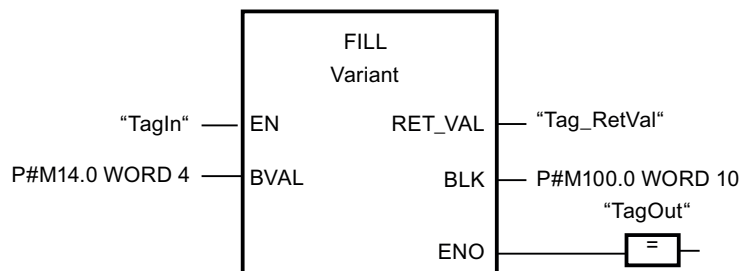 FILL
Variant
“TagIn“ EN RET_VAL “Tag_RetVal“
P#M14.0 WORD 4 BVAL BLK P#M100.0 WORD 10
“TagOut“
ENO =